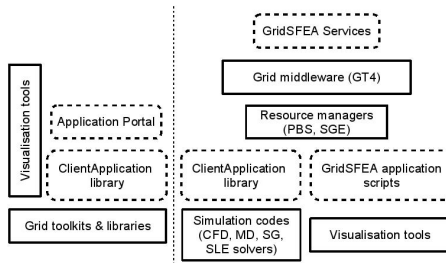 Visualisation tools
Application Portal
ClientApplication
library
Grid toolkits & libraries
GridSFEA Services
Grid middleware (GT4)
Resource managers
(PBS, SGE)
ClientApplication
library
GridSFEA application
scripts
Simulation codes
(CFD, MD, SG,
SLE solvers)
Visualisation tools